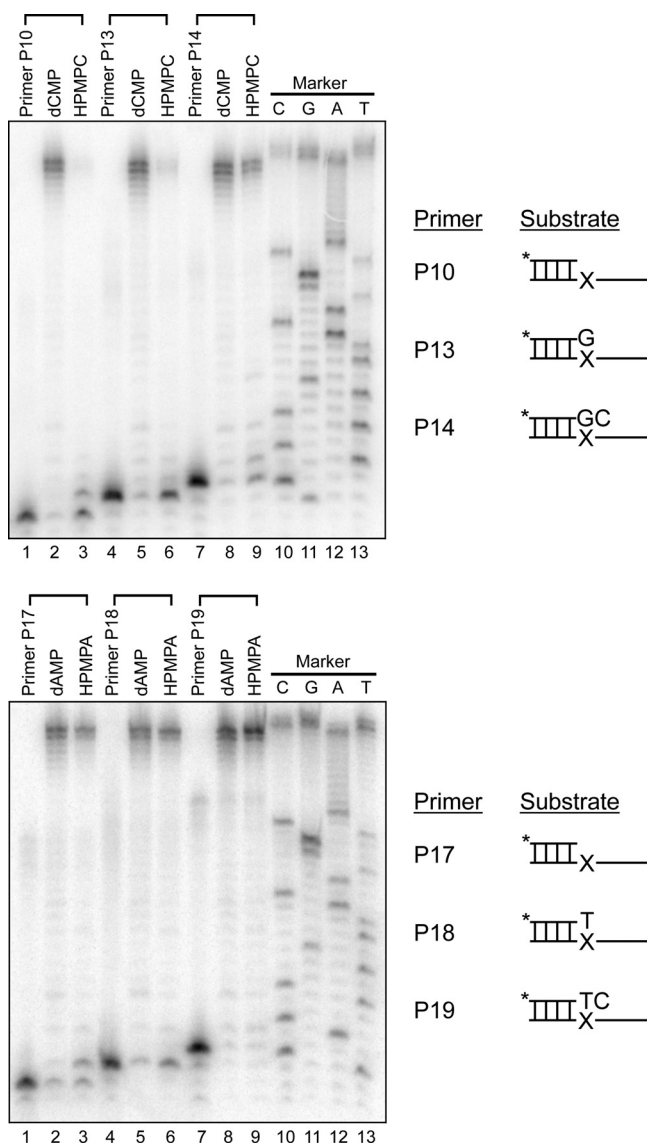 Primer P10
dCMP
HPMPC
Primer P13
dCMP
HPMPC
Primer P14
dCMP
HPMPC
Marker
C G A T
1 2 3 4 5 6 7 8 9 10 11 12 13
Primer Substrate
P10 * X
P13 * G
X
P14 * GC
X
Primer P17
dAMP
HPMPA
Primer P18
dAMP
HPMPA
Primer P19
dAMP
HPMPA
Marker
C G A T
1 2 3 4 5 6 7 8 9 10 11 12 13
Primer Substrate
P17 * X
P18 * T
X
P19 * TC
X